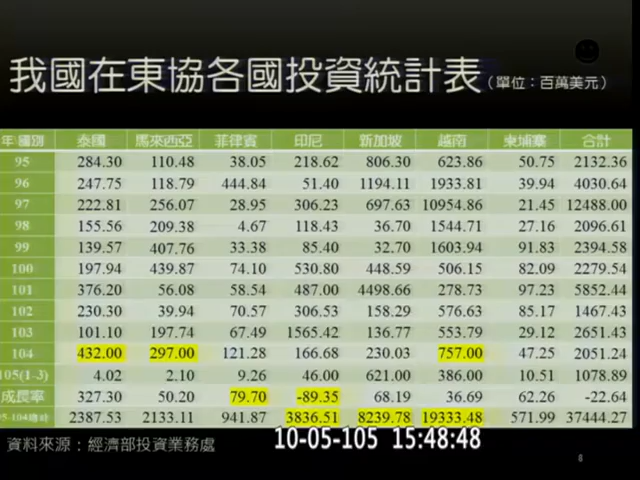 我國在東協各國投資統計表(單位：百萬美元)
年/國別 泰國 馬來西亞 菲律賓 印尼 新加坡 越南 柬埔寨 合計
95 284.30 110.48 38.05 218.62 806.30 623.86 50.75 2132.36
96 247.75 118.79 444.84 51.40 1194.11 1933.81 39.94 4030.64
97 222.81 256.07 28.95 306.23 697.63 10954.86 21.45 12488.00
98 155.56 209.38 4.67 118.43 36.70 1544.71 27.16 2096.61
99 139.57 407.76 33.38 85.40 32.70 1603.94 91.83 2394.58
100 197.94 439.87 74.10 530.80 448.59 506.15 82.09 2279.54
101 376.20 56.08 58.54 487.00 4498.66 278.73 97.23 5852.44
102 230.30 39.94 70.57 306.53 158.29 576.63 85.17 1467.43
103 101.10 197.74 67.49 1565.42 136.77 553.79 29.12 2651.43
104 432.00 297.00 121.28 166.68 230.03 757.00 47.25 2051.24
105(1-3) 4.02 2.10 9.26 46.00 621.00 386.00 10.51 1078.89
成長率 327.30 50.20 79.70 -89.35 68.19 36.69 62.26 -22.64
95-104總計 2387.53 2133.11 941.87 3836.51 8239.78 19333.48 571.99 37444.27
資料來源：經濟部投資業務處
10-05-105 15:48:48
8